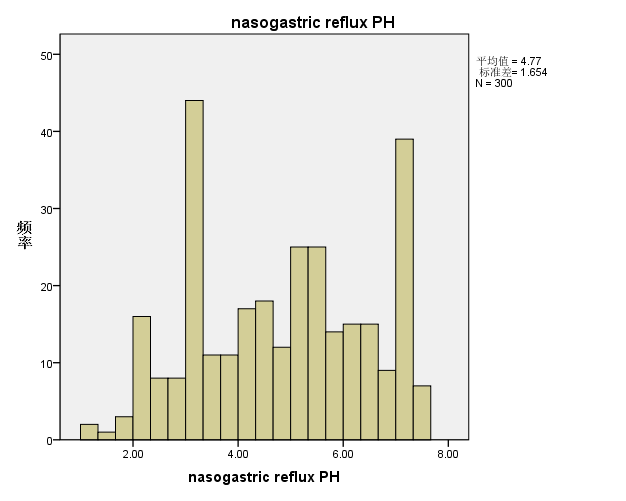 nasogastric reflux PH
平均值 = 4.77
标准差= 1.654
N = 300
频率
50
40
30
20
10
0
2.00 4.00 6.00 8.00
nasogastric reflux PH